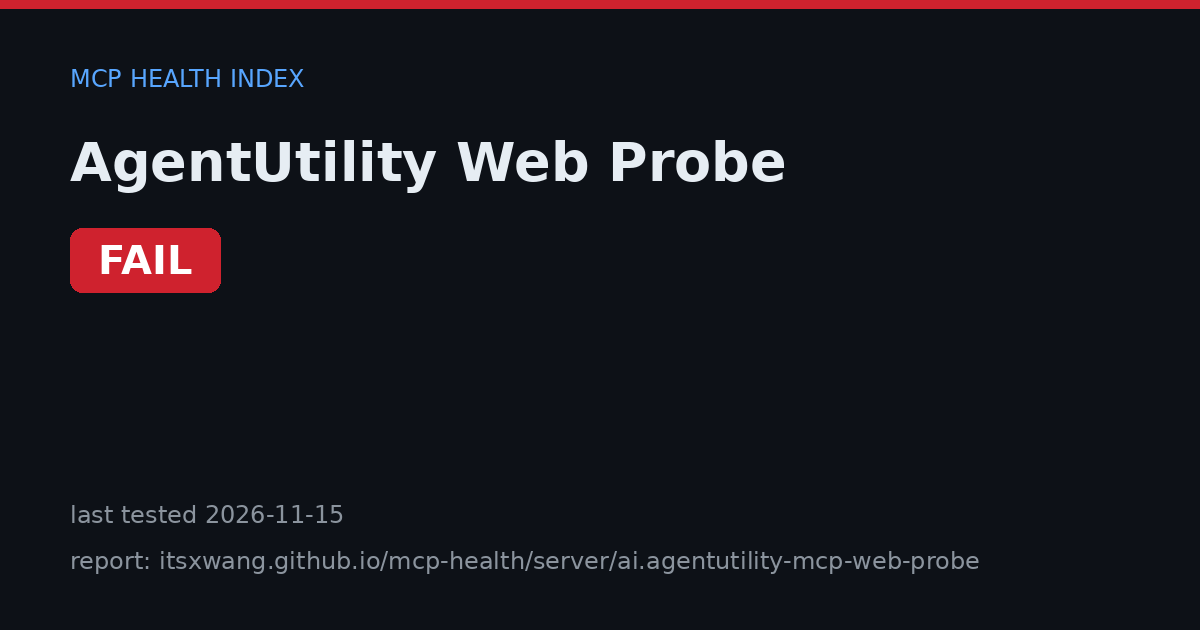 MCP HEALTH INDEX
AgentUtility Web Probe
FAIL
last tested 2026-11-15
report: itsxwang.github.io/mcp-health/server/ai.agentutility-mcp-web-probe